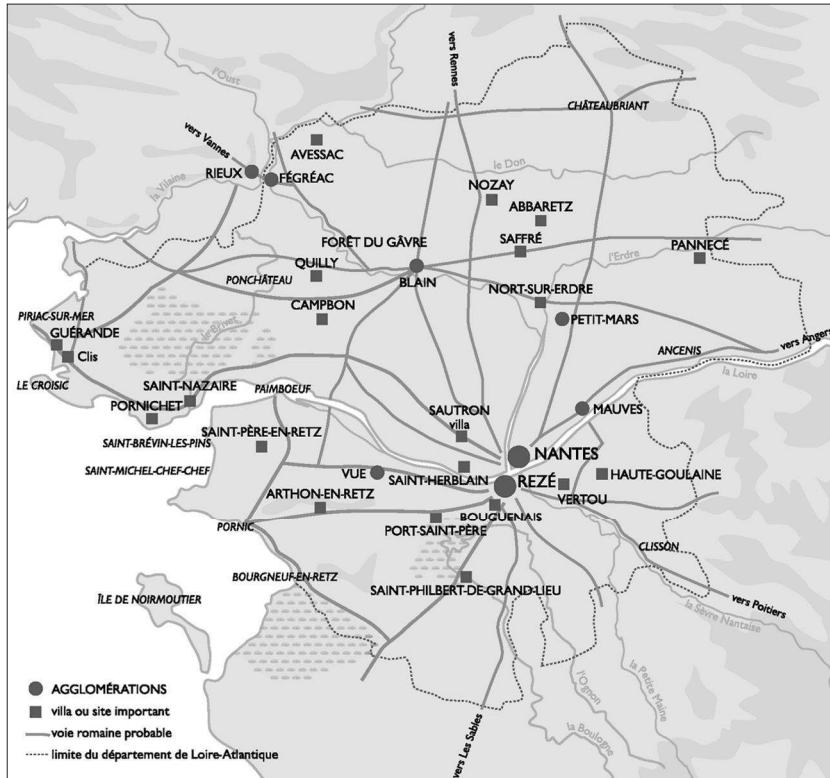 vers Rennes
l'Oust
CHÂTEAUBRIANT
vers Vannes
AVESSAC
le Don
RIEUX
FÉGRÉAC
la Vilaine
NOZAY
ABBARETZ
FORÊT DU GÂVRE
SAFFRÉ
PANNECÉ
l'Erdre
QUILLY
PONCHÂTEAU
BLAIN
NORT-SUR-ERDRE
CAMPBON
PETIT-MARS
PIRIAC-SUR-MER
le Brivet
vers Angers
GUÉRANDE
Clis
ANCENIS
la Loire
LE CROISIC
SAINT-NAZAIRE
PAIMBOEUF
PORNICHET
SAUTRON
villa
MAUVES
SAINT-BRÉVIN-LES-PINS
SAINT-PÈRE-EN-RETZ
NANTES
SAINT-MICHEL-CHEF-CHEF
VUE
SAINT-HERBLAIN
REZÉ
HAUTE-GOULAINE
ARTHON-EN-RETZ
VERTOU
BOUGUENAIS
PORNIC
PORT-SAINT-PÈRE
CLISSON
BOURGNEUF-EN-RETZ
SAINT-PHILBERT-DE-GRAND-LIEU
ÎLE DE NOIRMOUTIER
vers Poitiers
la Sèvre Nantaise
la Petite Maine
l'Ognon
la Boulogne
vers Les Sables
AGGLOMÉRATIONS
villa ou site important
voie romaine probable
limite du département de Loire-Atlantique